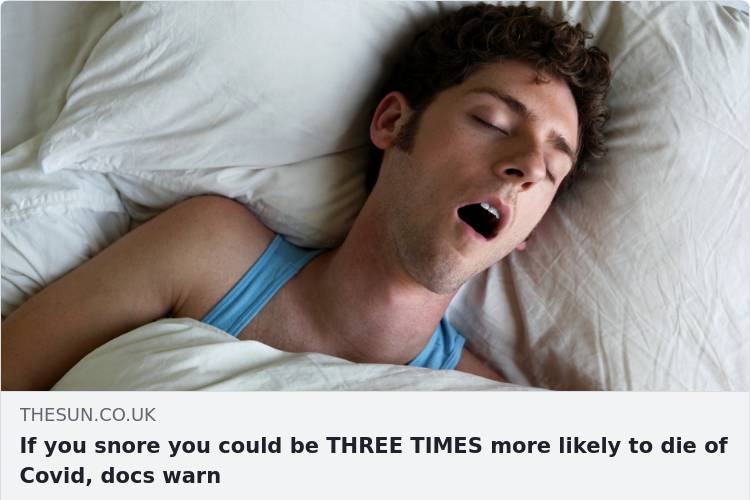 THESUN.CO.UK
If you snore you could be THREE TIMES more likely to die of
Covid, docs warn